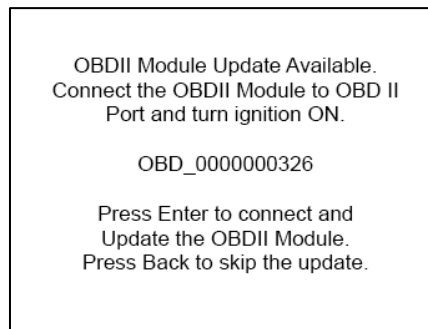 OBDII Module Update Available.
Connect the OBDII Module to OBD II
Port and turn ignition ON.
OBD_0000000326
Press Enter to connect and
Update the OBDII Module.
Press Back to skip the update.